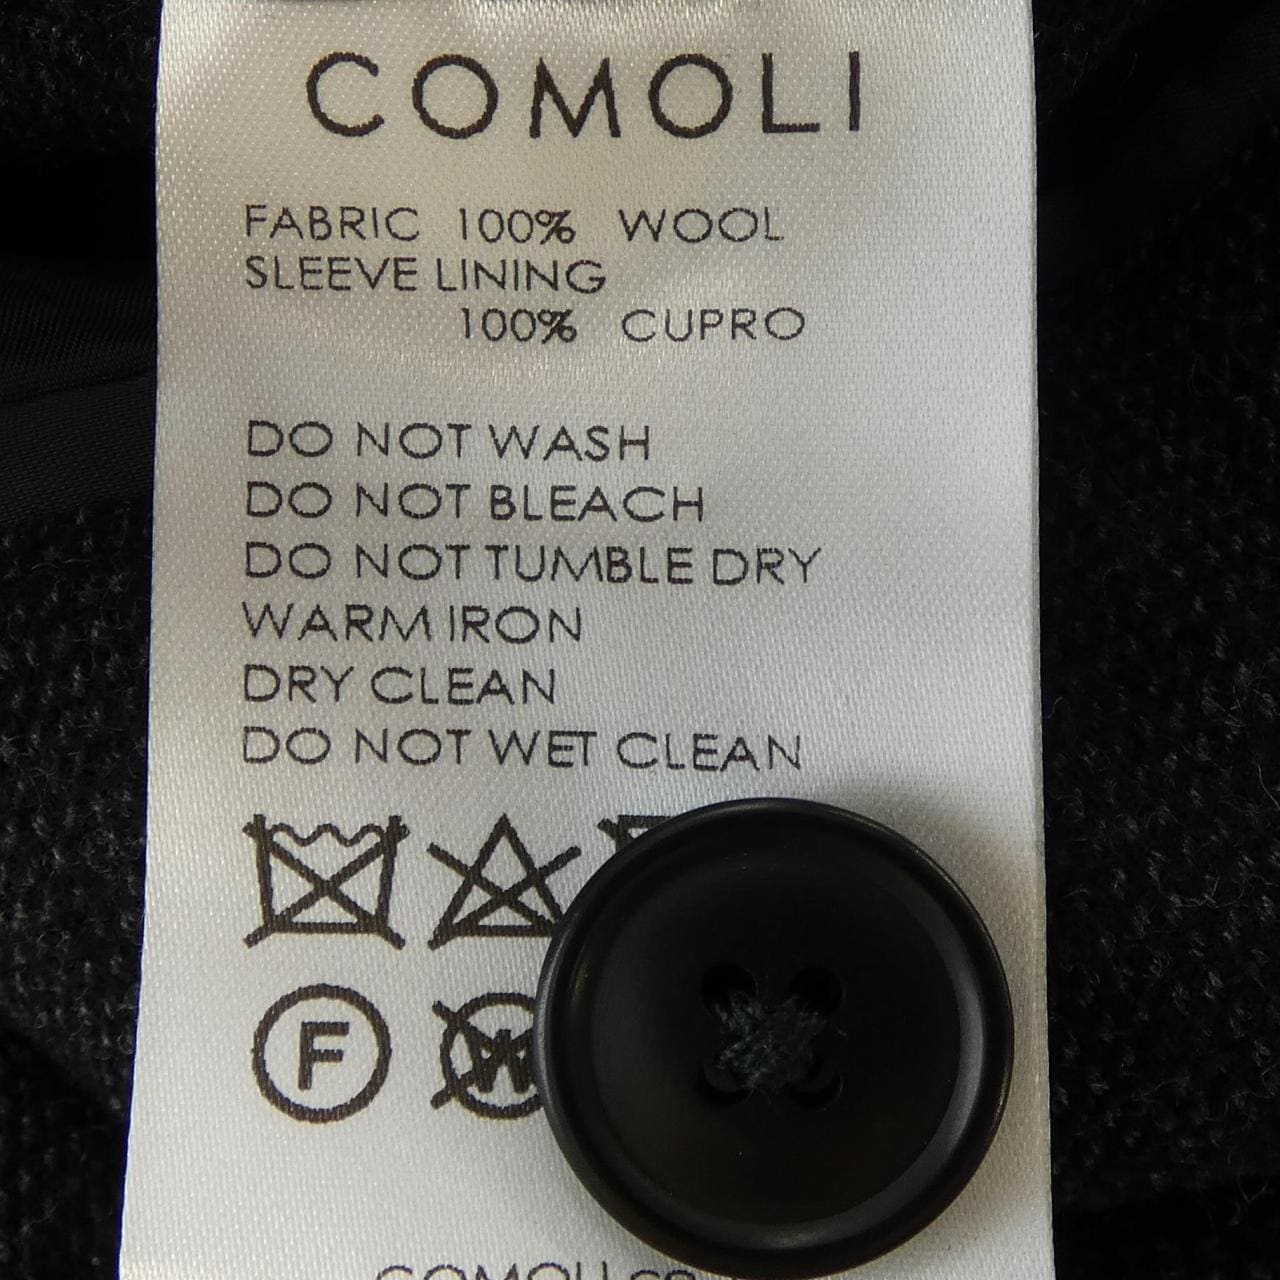 COMOLI
FABRIC 100% WOOL
SLEEVE LINING
100% CUPRO
DO NOT WASH
DO NOT BLEACH
DO NOT TUMBLE DRY
WARM IRON
DRY CLEAN
DO NOT WET CLEAN
F W
COMOLI